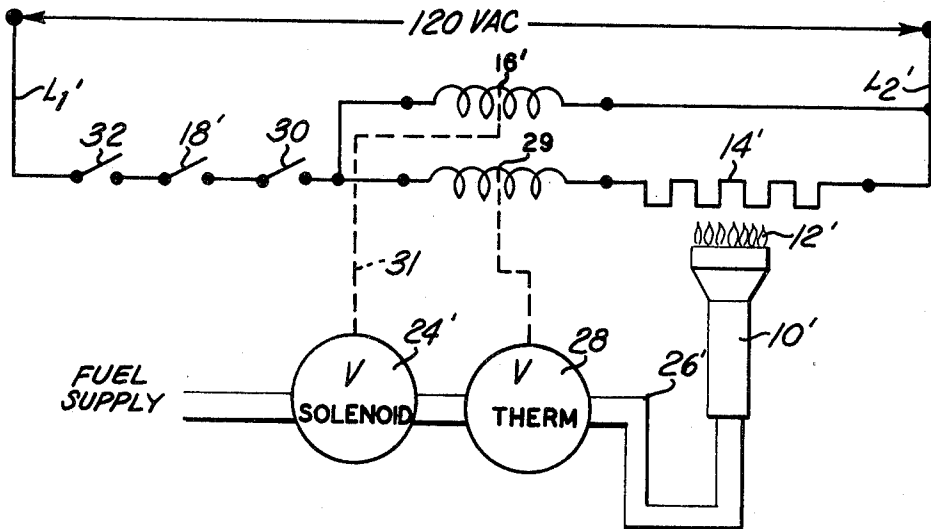 120 VAC
L1'
16'
L2'
32
18'
30
29
14'
12'
31
24'
28
26'
10'
FUEL SUPPLY
V
SOLENOID
V
THERM